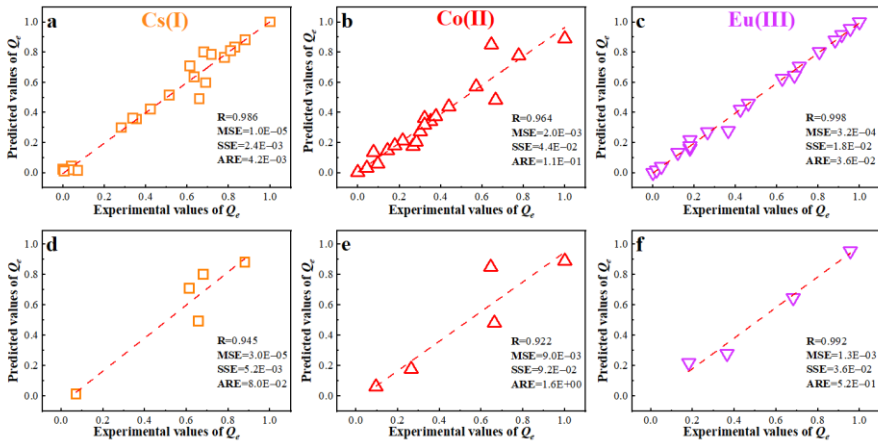 a
Cs(I)
Predicted values of Qe
1.0
0.8
0.6
0.4
0.2
0.0
R=0.986
MSE=1.0E−05
SSE=2.4E−03
ARE=4.2E−03
0.0 0.2 0.4 0.6 0.8 1.0
Experimental values of Qe
b
Co(II)
Predicted values of Qe
1.0
0.8
0.6
0.4
0.2
0.0
R=0.964
MSE=2.0E−03
SSE=4.4E−02
ARE=1.1E−01
0.0 0.2 0.4 0.6 0.8 1.0
Experimental values of Qe
c
Eu(III)
Predicted values of Qe
1.0
0.8
0.6
0.4
0.2
0.0
R=0.998
MSE=3.2E−04
SSE=1.8E−02
ARE=3.6E−02
0.0 0.2 0.4 0.6 0.8 1.0
Experimental values of Qe
d
Predicted values of Qe
1.0
0.8
0.6
0.4
0.2
0.0
R=0.945
MSE=3.0E−05
SSE=5.2E−03
ARE=8.0E−02
0.0 0.2 0.4 0.6 0.8 1.0
Experimental values of Qe
e
Predicted values of Qe
1.0
0.8
0.6
0.4
0.2
0.0
R=0.922
MSE=9.0E−03
SSE=9.2E−02
ARE=1.6E+00
0.0 0.2 0.4 0.6 0.8 1.0
Experimental values of Qe
f
Predicted values of Qe
1.0
0.8
0.6
0.4
0.2
0.0
R=0.992
MSE=1.3E−03
SSE=3.6E−02
ARE=5.2E−01
0.0 0.2 0.4 0.6 0.8 1.0
Experimental values of Qe